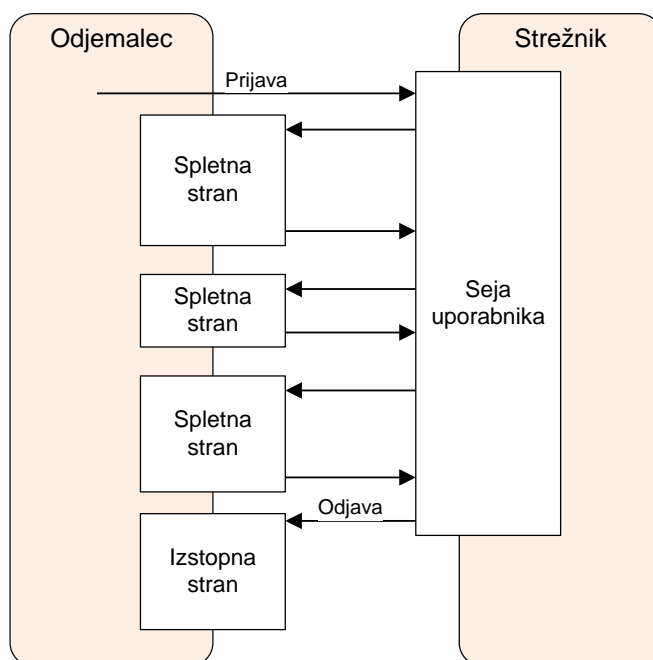 Odjemalec
Strežnik
Prijava
Spletna
stran
Spletna
stran
Seja
uporabnika
Spletna
stran
Odjava
Izstopna
stran